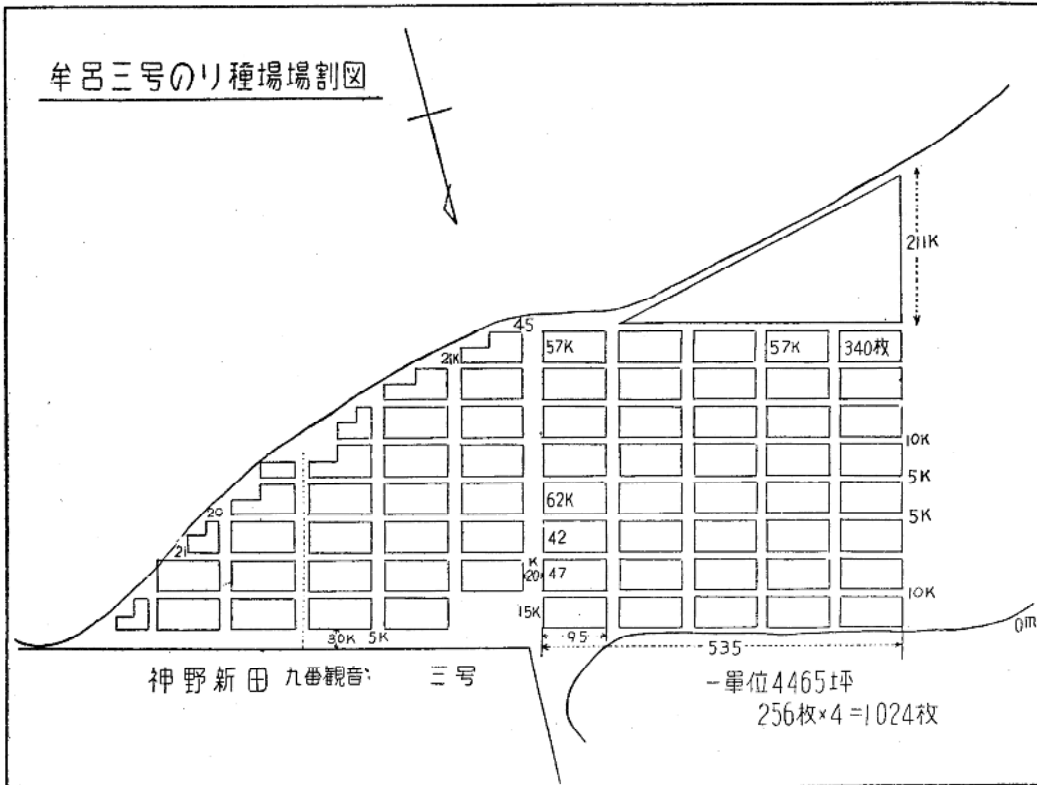 牟呂三号のり種場場割図
211K
45
57K
57K
340枚
21K
10K
5K
62K
5K
20
42
21
K
20
47
10K
15K
30K
5K
95
535
0m
神野新田
九番観音
三号
一単位4465坪
256枚×4=1024枚